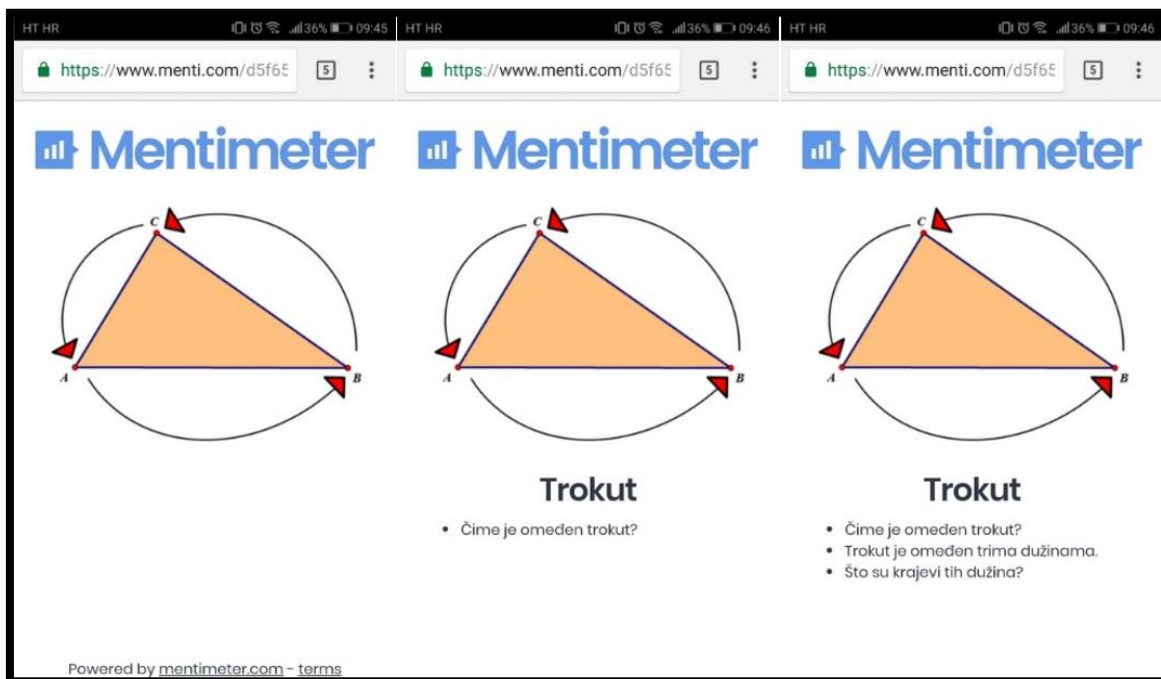 HT HR 36% 09:45
https://www.menti.com/d5f65 5
Mentimeter
C
A
B
Powered by mentimeter.com - terms
HT HR 36% 09:46
https://www.menti.com/d5f65 5
Mentimeter
C
A
B
Trokut
• Čime je omeđen trokut?
HT HR 36% 09:46
https://www.menti.com/d5f65 5
Mentimeter
C
A
B
Trokut
• Čime je omeđen trokut?
• Trokut je omeđen trima dužinama.
• Što su krajevi tih dužina?